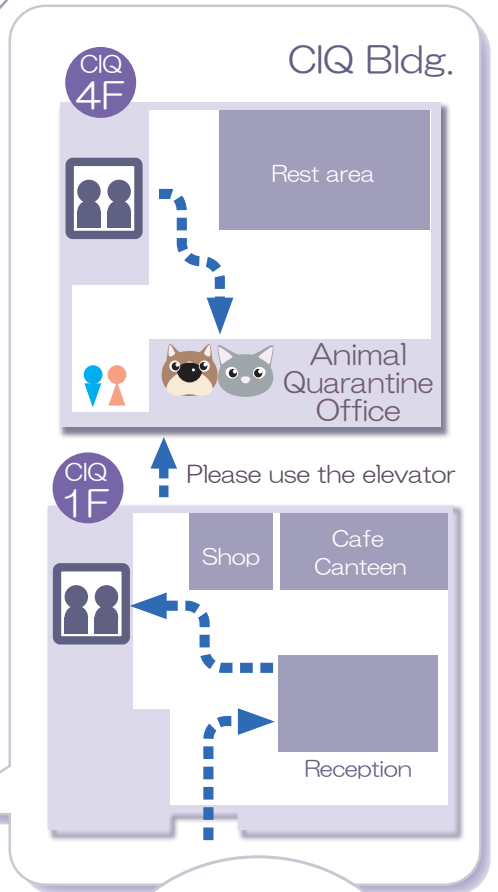 CIQ Bldg.
CIQ
4F
Rest area
Animal
Quarantine
Office
Please use the elevator
CIQ
1F
Shop
Cafe
Canteen
Reception